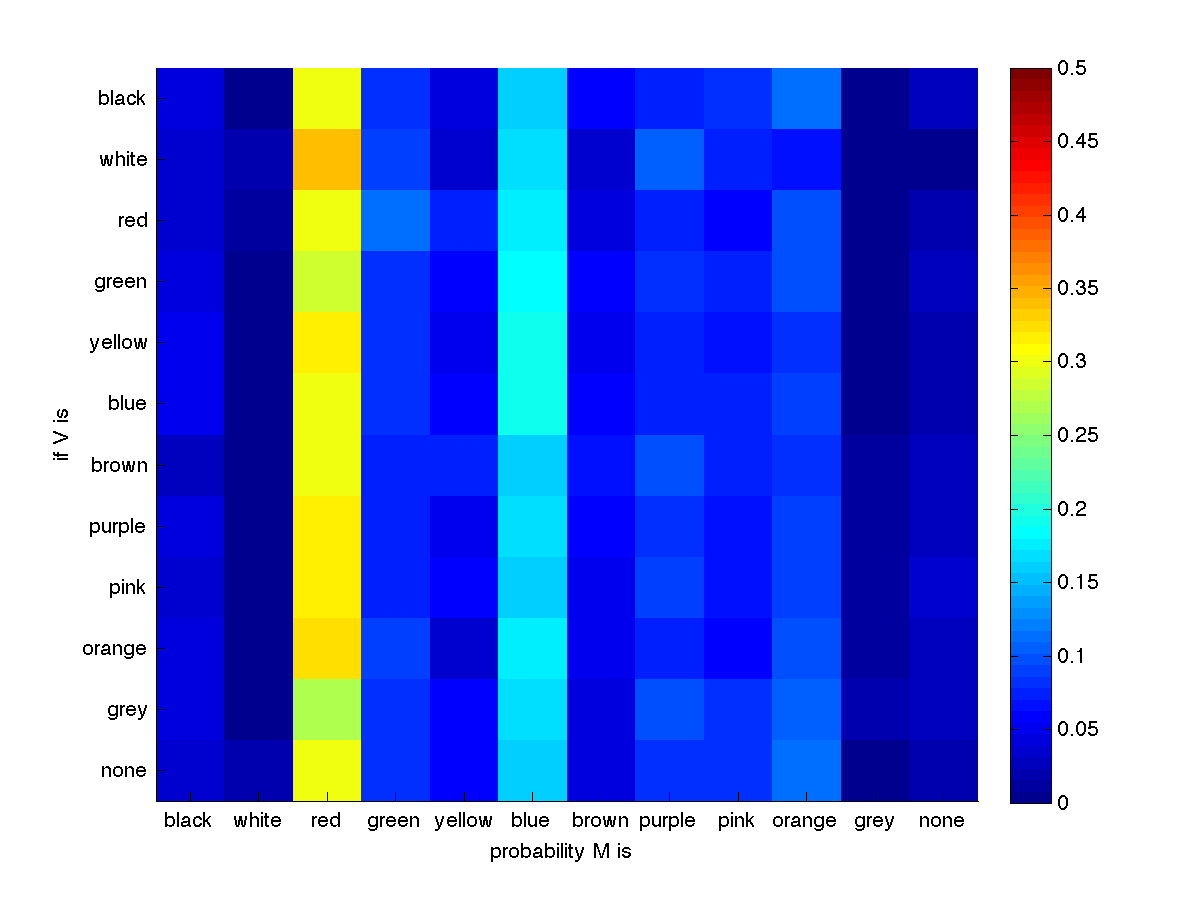 black
white
red
green
yellow
blue
brown
purple
pink
orange
grey
none
if V is
black white red green yellow blue brown purple pink orange grey none
probability M is
0.5
0.45
0.4
0.35
0.3
0.25
0.2
0.15
0.1
0.05
0